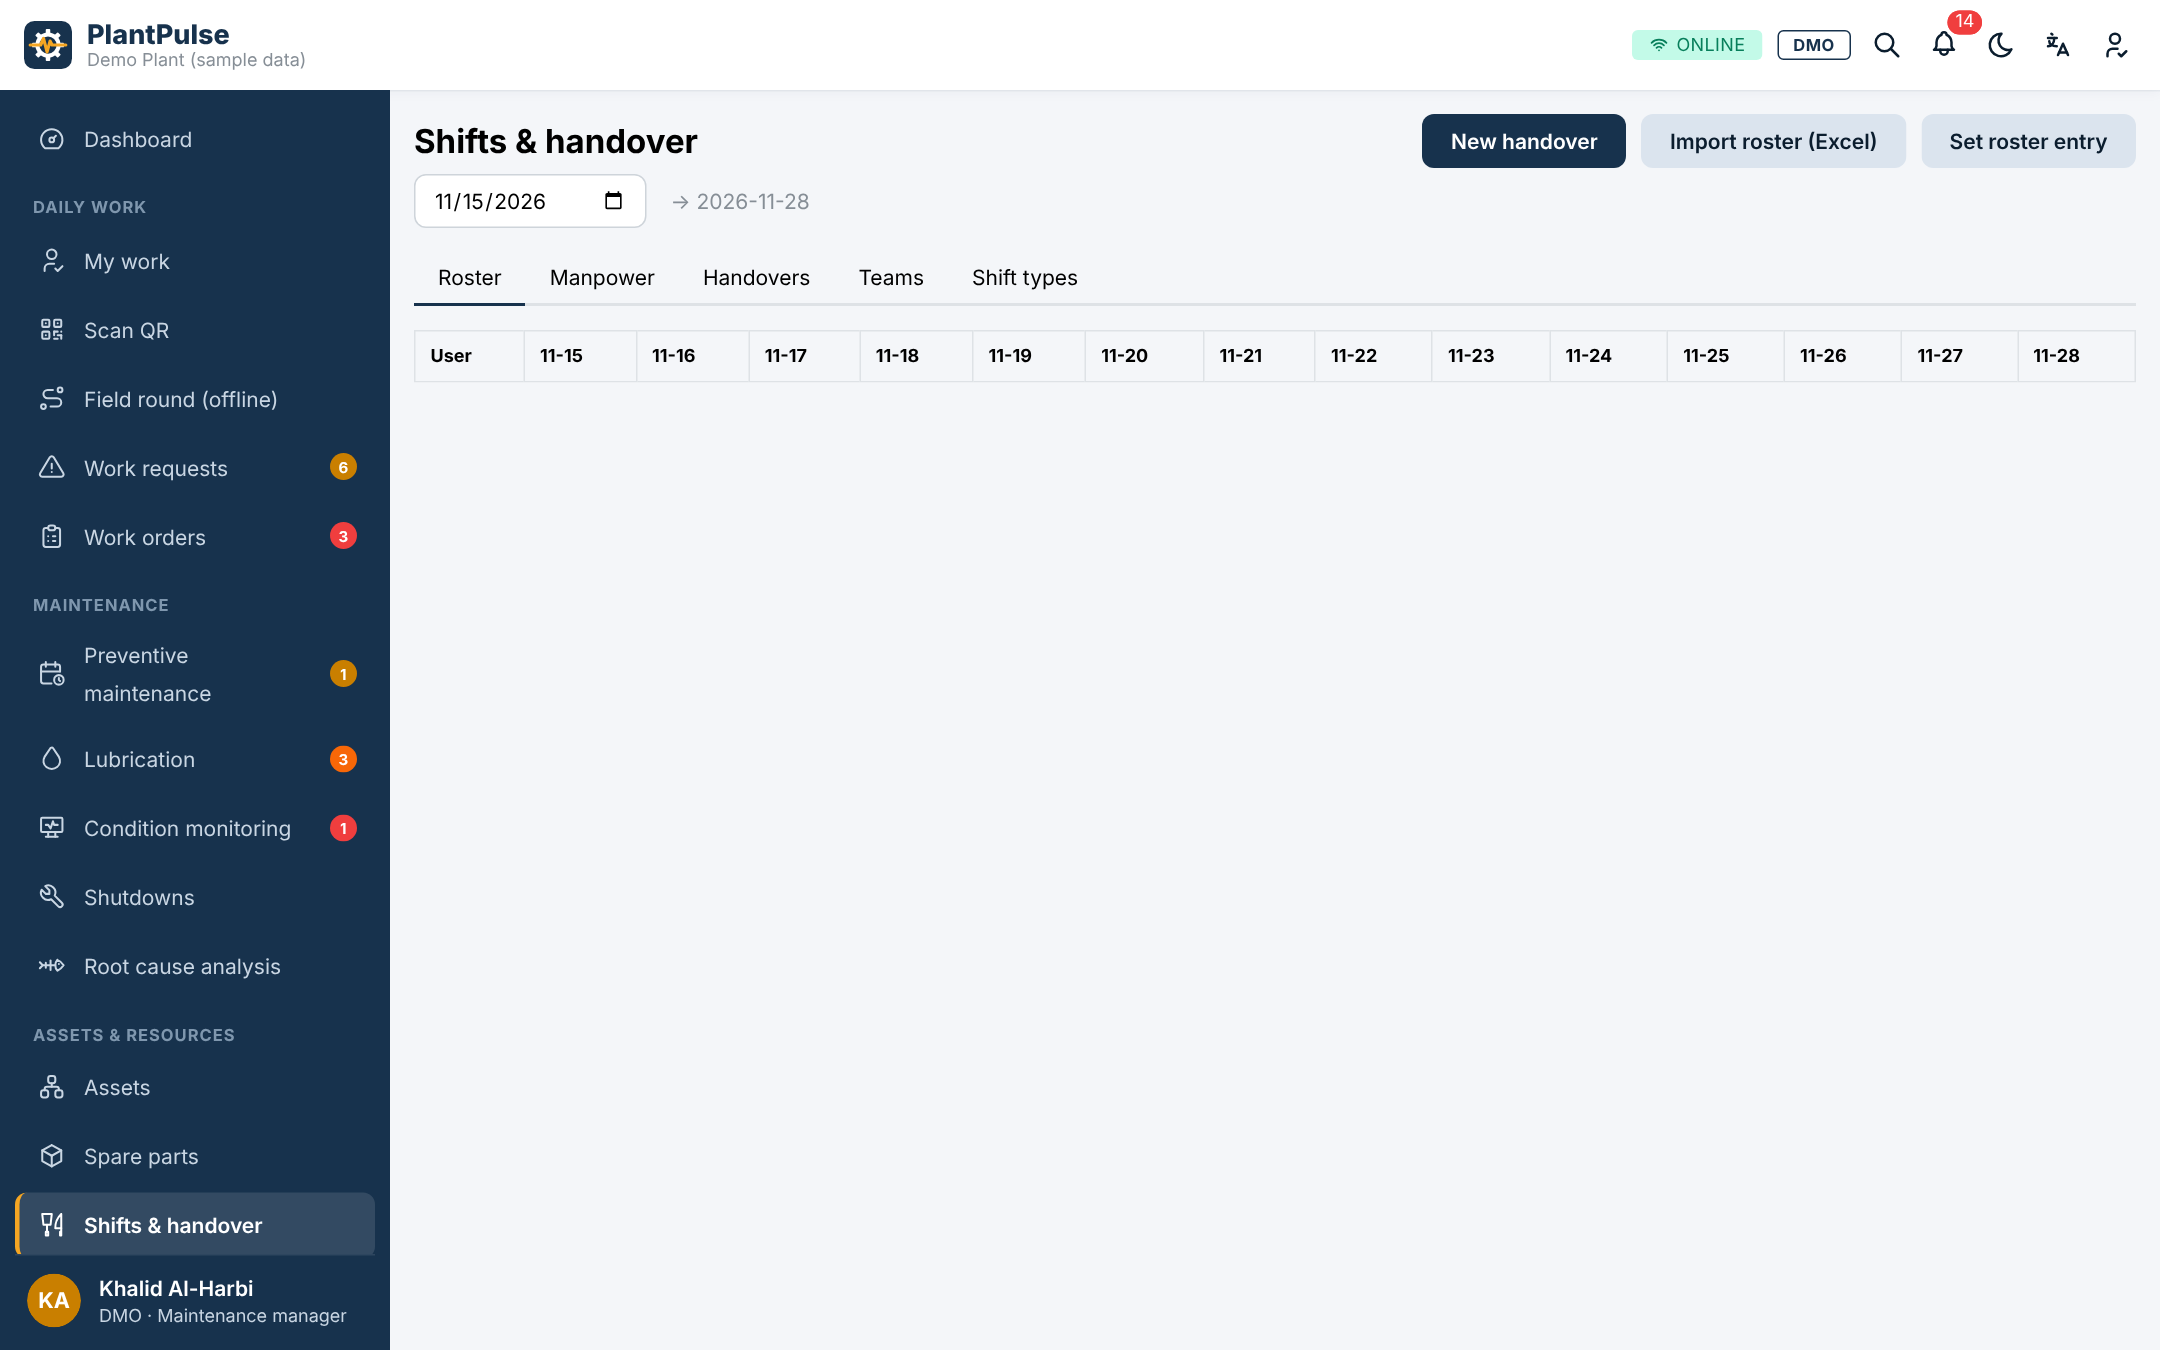 PlantPulse
Demo Plant (sample data)
ONLINE
DMO
14
Dashboard
DAILY WORK
My work
Scan QR
Field round (offline)
Work requests 6
Work orders 3
MAINTENANCE
Preventive
maintenance 1
Lubrication 3
Condition monitoring 1
Shutdowns
Root cause analysis
ASSETS & RESOURCES
Assets
Spare parts
Shifts & handover
KA
Khalid Al-Harbi
DMO · Maintenance manager
Shifts & handover
New handover
Import roster (Excel)
Set roster entry
11/15/2026
→ 2026-11-28
Roster Manpower Handovers Teams Shift types
User 11-15 11-16 11-17 11-18 11-19 11-20 11-21 11-22 11-23 11-24 11-25 11-26 11-27 11-28